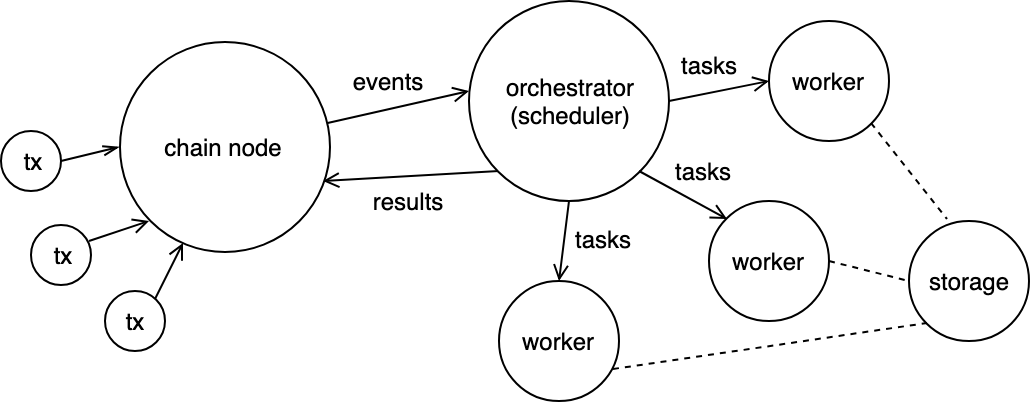 tx
tx
tx
chain node
events
results
orchestrator
(scheduler)
tasks
tasks
tasks
worker
worker
worker
storage